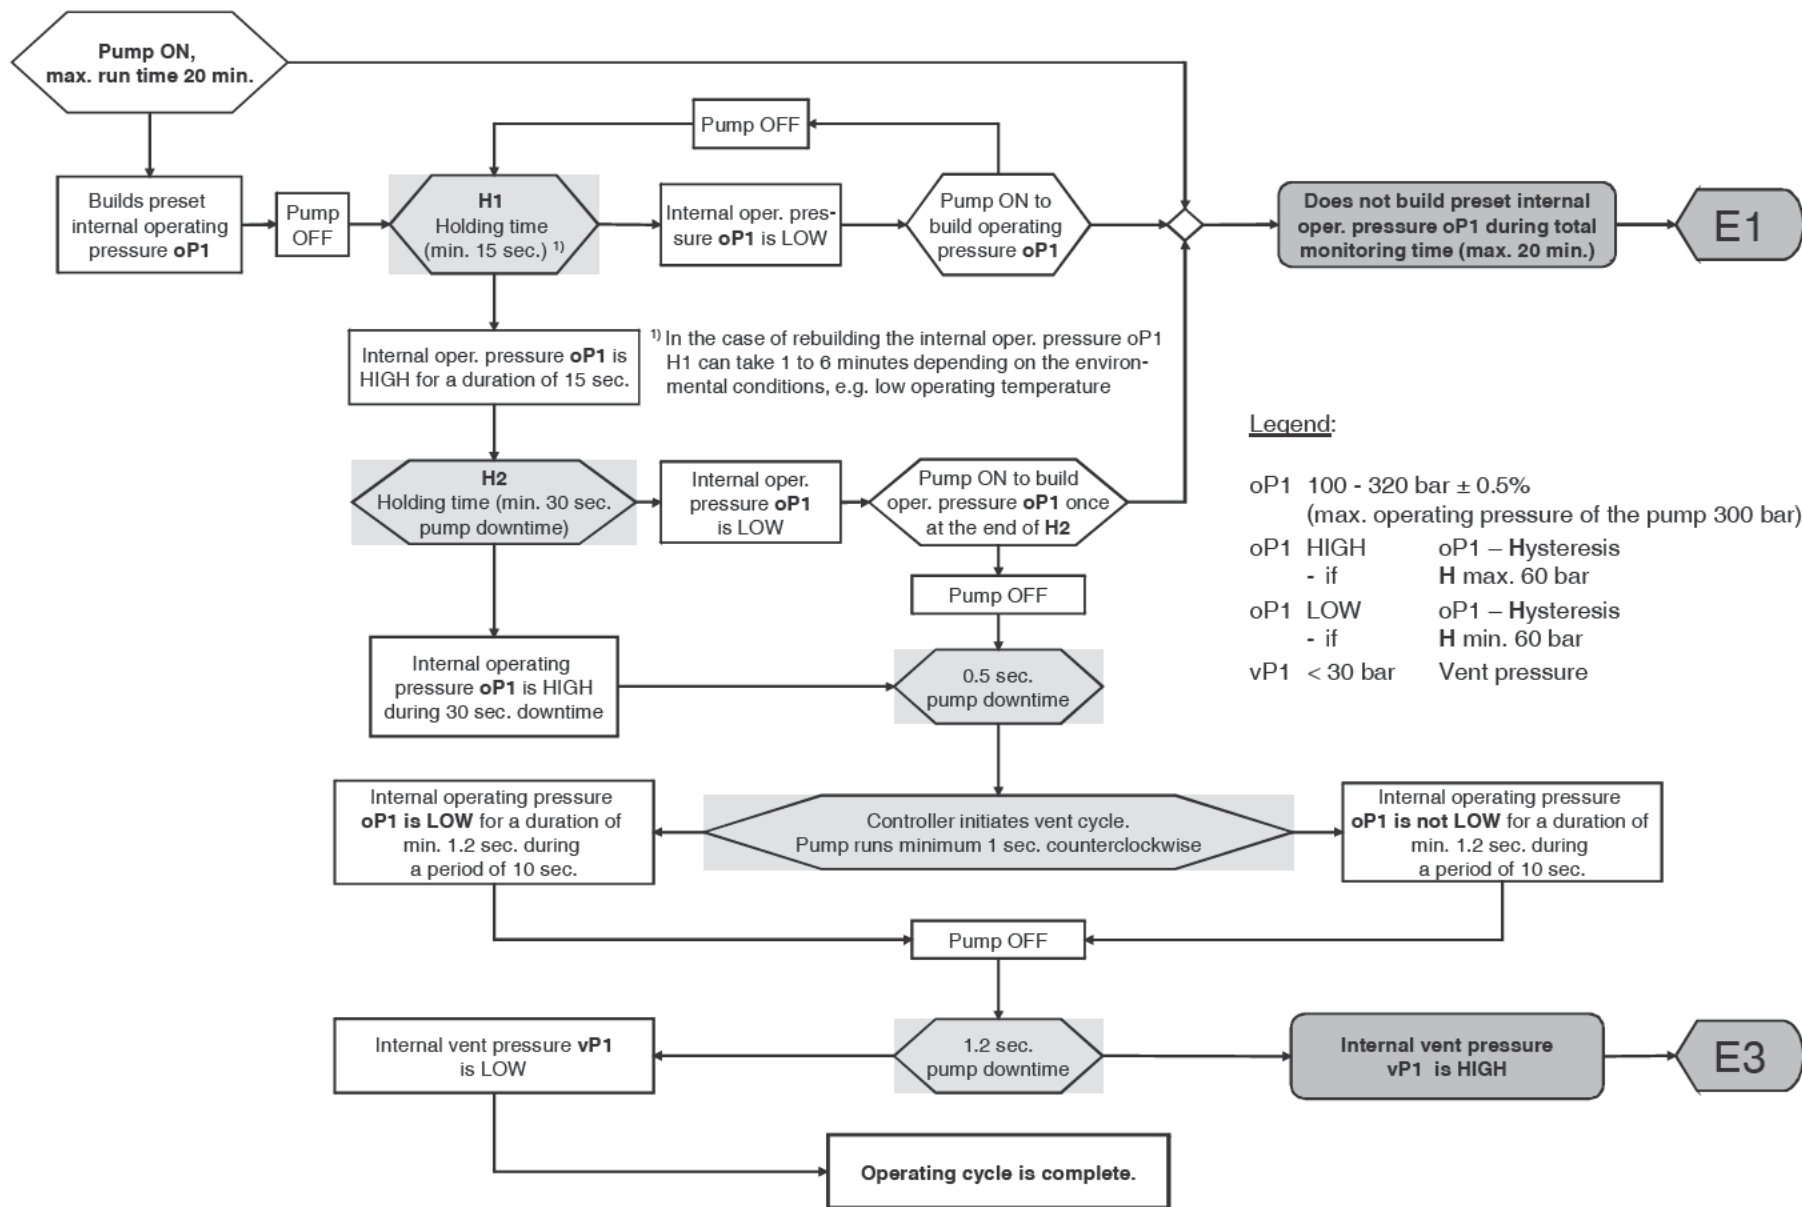 Pump ON,
max. run time 20 min.
Pump OFF
Builds preset
internal operating
pressure oP1
Pump
OFF
H1
Holding time
(min. 15 sec.) 1)
Internal oper. pres-
sure oP1 is LOW
Pump ON to
build operating
pressure oP1
Does not build preset internal
oper. pressure oP1 during total
monitoring time (max. 20 min.)
E1
Internal oper. pressure oP1 is
HIGH for a duration of 15 sec.
1) In the case of rebuilding the internal oper. pressure oP1
H1 can take 1 to 6 minutes depending on the environ-
mental conditions, e.g. low operating temperature
H2
Holding time (min. 30 sec.
pump downtime)
Internal oper.
pressure oP1
is LOW
Pump ON to build
oper. pressure oP1 once
at the end of H2
Pump OFF
Legend:
oP1 100 - 320 bar ± 0.5%
(max. operating pressure of the pump 300 bar)
oP1 HIGH oP1 – Hysteresis
- if H max. 60 bar
oP1 LOW oP1 – Hysteresis
- if H min. 60 bar
vP1 < 30 bar Vent pressure
Internal operating
pressure oP1 is HIGH
during 30 sec. downtime
0.5 sec.
pump downtime
Internal operating pressure
oP1 is LOW for a duration of
min. 1.2 sec. during
a period of 10 sec.
Controller initiates vent cycle.
Pump runs minimum 1 sec. counterclockwise
Internal operating pressure
oP1 is not LOW for a duration of
min. 1.2 sec. during
a period of 10 sec.
Pump OFF
Internal vent pressure vP1
is LOW
1.2 sec.
pump downtime
Internal vent pressure
vP1 is HIGH
E3
Operating cycle is complete.